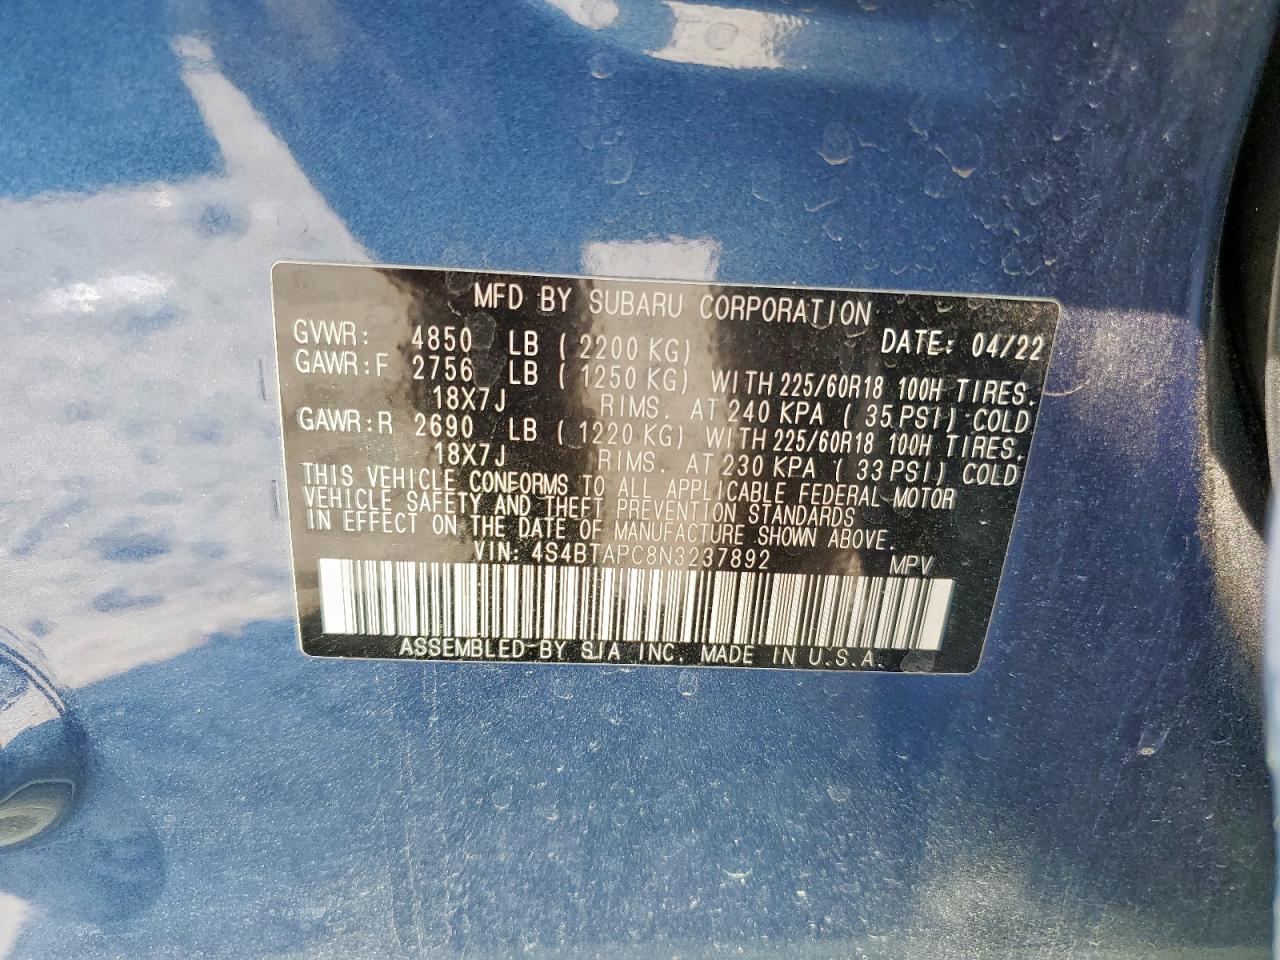 MFD BY SUBARU CORPORATION
GVWR: 4850 LB ( 2200 KG) DATE: 04/22
GAWR:F 2756 LB ( 1250 KG) WITH 225/60R18 100H TIRES.
18X7J RIMS. AT 240 KPA ( 35 PSI) COLD
GAWR:R 2690 LB ( 1220 KG) WITH 225/60R18 100H TIRES.
18X7J RIMS. AT 230 KPA ( 33 PSI) COLD
THIS VEHICLE CONFORMS TO ALL APPLICABLE FEDERAL MOTOR
VEHICLE SAFETY AND THEFT PREVENTION STANDARDS
IN EFFECT ON THE DATE OF MANUFACTURE SHOWN ABOVE.
VIN: 4S4BTAPC8N3237892 MPV
ASSEMBLED BY SIA INC. MADE IN U.S.A.